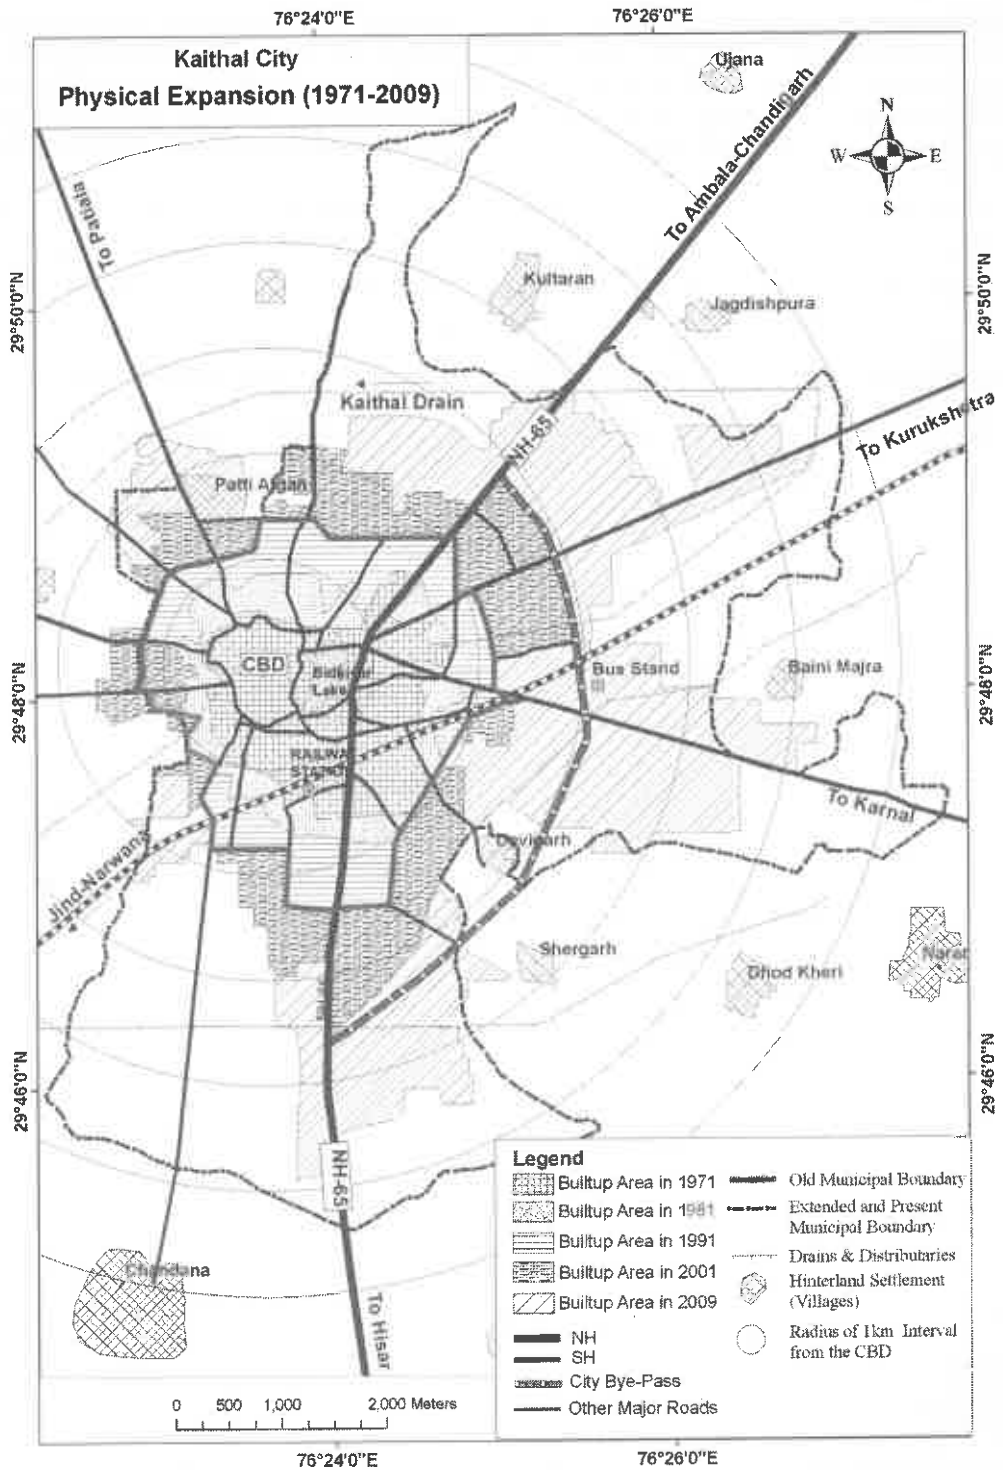 76°24'0"E
76°26'0"E
Kaithal City
Physical Expansion (1971-2009)
Ujana
N
W
E
S
To Ambala-Chandigarh
To Patiala
Kultaran
Jagdishpura
29°50'0"N
29°50'0"N
Kaithal Drain
To Kurukshetra
NH-65
Patti Afgan
CBD
Lake
Bus Stand
Baini Majra
29°48'0"N
29°48'0"N
To Karnal
Devigarh
Jind-Narwana
Shergarh
Dhod Kheri
29°46'0"N
29°46'0"N
NH-65
Chandana
To Hisar
Legend
Builtup Area in 1971
Builtup Area in 1981
Builtup Area in 1991
Builtup Area in 2001
Builtup Area in 2009
NH
SH
City Bye-Pass
Other Major Roads
Old Municipal Boundary
Extended and Present
Municipal Boundary
Drains & Distributaries
Hinterland Settlement
(Villages)
Radius of 1km Interval
from the CBD
0 500 1,000 2,000 Meters
76°24'0"E
76°26'0"E